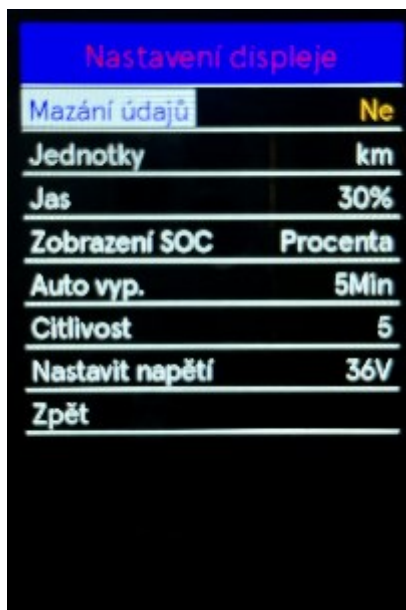 Nastavení displeje
Mazání údajů Ne
Jednotky km
Jas 30%
Zobrazení SOC Procenta
Auto vyp. 5Min
Citlivost 5
Nastavit napětí 36V
Zpět